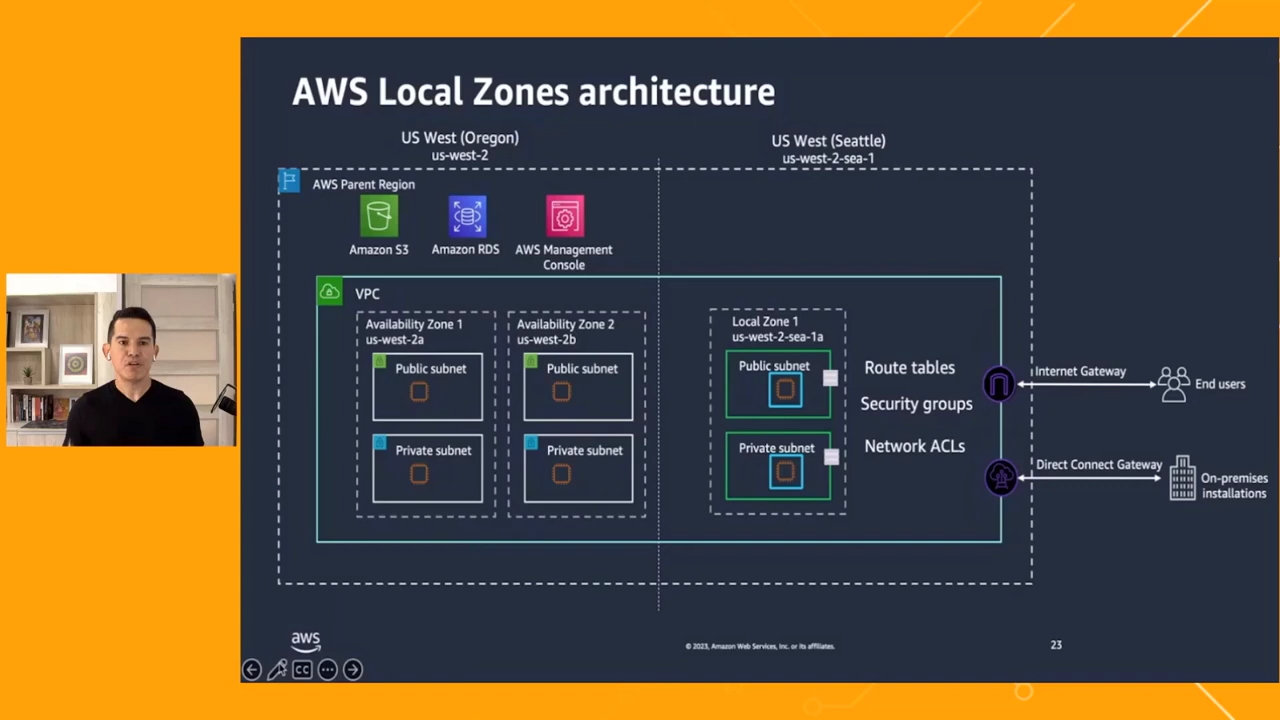 AWS Local Zones architecture
US West (Oregon)
us-west-2
US West (Seattle)
us-west-2-sea-1
AWS Parent Region
Amazon S3
Amazon RDS
AWS Management
Console
VPC
Availability Zone 1
us-west-2a
Public subnet
Private subnet
Availability Zone 2
us-west-2b
Public subnet
Private subnet
Local Zone 1
us-west-2-sea-1a
Public subnet
Private subnet
Route tables
Security groups
Network ACLs
Internet Gateway
End users
Direct Connect Gateway
On-premises
installations
aws
© 2023, Amazon Web Services, Inc. or its affiliates.
23
CC